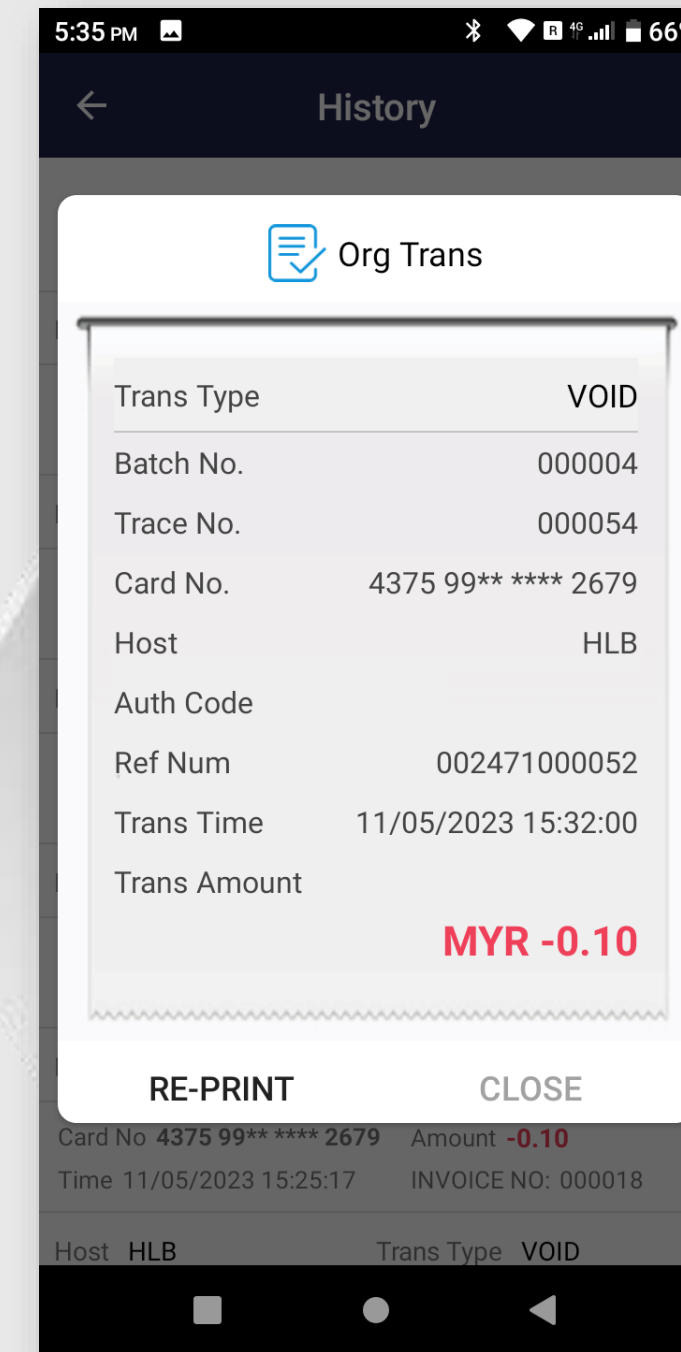 5:35 PM R 4G 66%
History
Org Trans
Trans Type VOID
Batch No. 000004
Trace No. 000054
Card No. 4375 99** **** 2679
Host HLB
Auth Code
Ref Num 002471000052
Trans Time 11/05/2023 15:32:00
Trans Amount
MYR -0.10
RE-PRINT CLOSE
Card No 4375 99** **** 2679 Amount -0.10
Time 11/05/2023 15:25:17 INVOICE NO: 000018
Host HLB Trans Type VOID